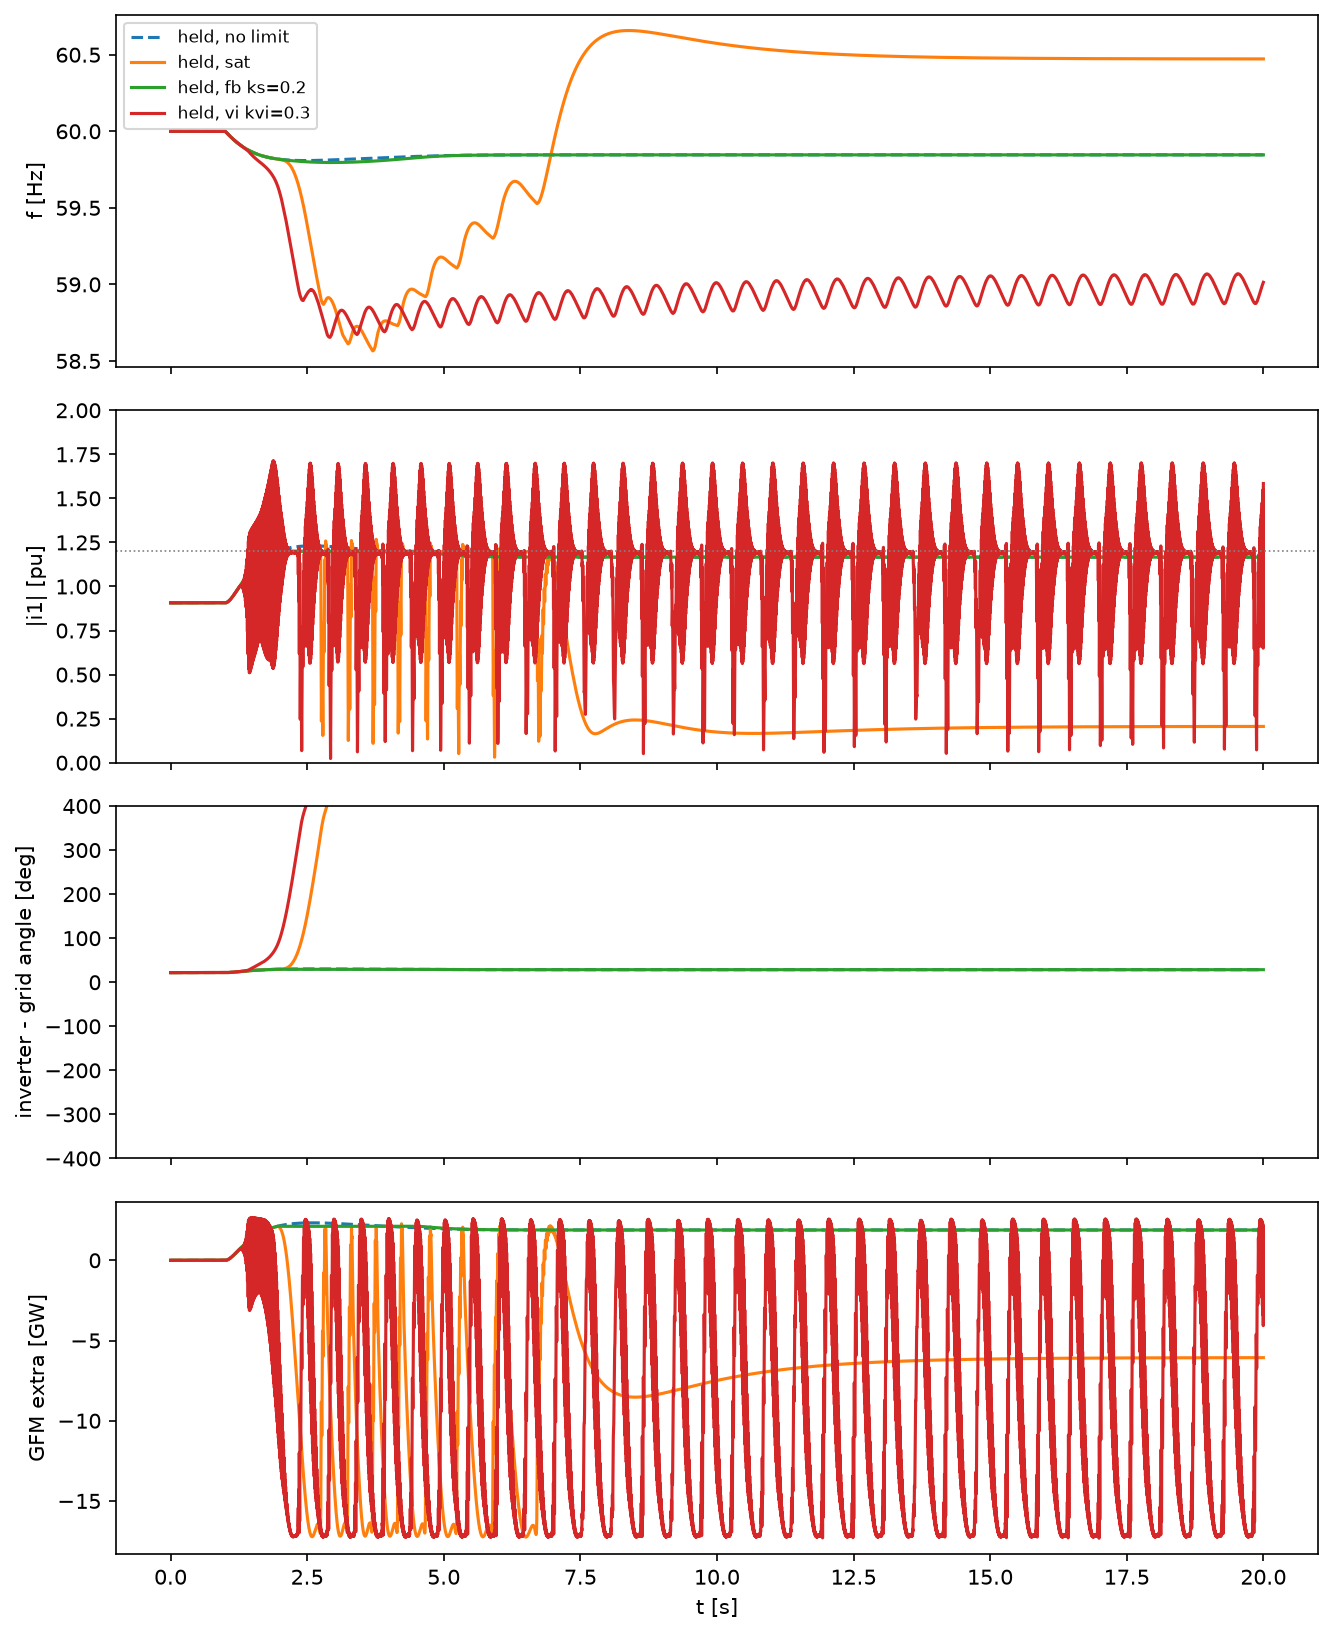 held, no limit
held, sat
held, fb ks=0.2
held, vi kvi=0.3
60.5
60.0
59.5
59.0
58.5
f [Hz]
2.00
1.75
1.50
1.25
1.00
0.75
0.50
0.25
0.00
|i1| [pu]
400
300
200
100
0
−100
−200
−300
−400
inverter - grid angle [deg]
0
−5
−10
−15
GFM extra [GW]
0.0 2.5 5.0 7.5 10.0 12.5 15.0 17.5 20.0
t [s]